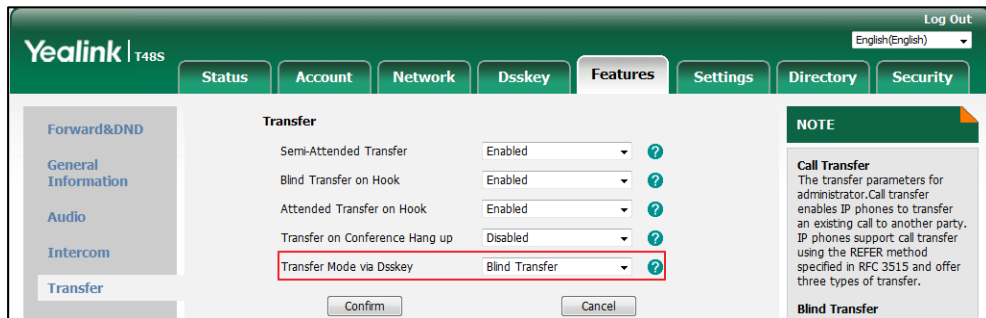 Log Out
Yealink | T48S
English(English)
Status Account Network Dsskey Features Settings Directory Security
Forward&DND
General
Information
Audio
Intercom
Transfer
Transfer
Semi-Attended Transfer Enabled ?
Blind Transfer on Hook Enabled ?
Attended Transfer on Hook Enabled ?
Transfer on Conference Hang up Disabled ?
Transfer Mode via Dsskey Blind Transfer ?
Confirm Cancel
NOTE
Call Transfer
The transfer parameters for
administrator.Call transfer
enables IP phones to transfer
an existing call to another party.
IP phones support call transfer
using the REFER method
specified in RFC 3515 and offer
three types of transfer.
Blind Transfer